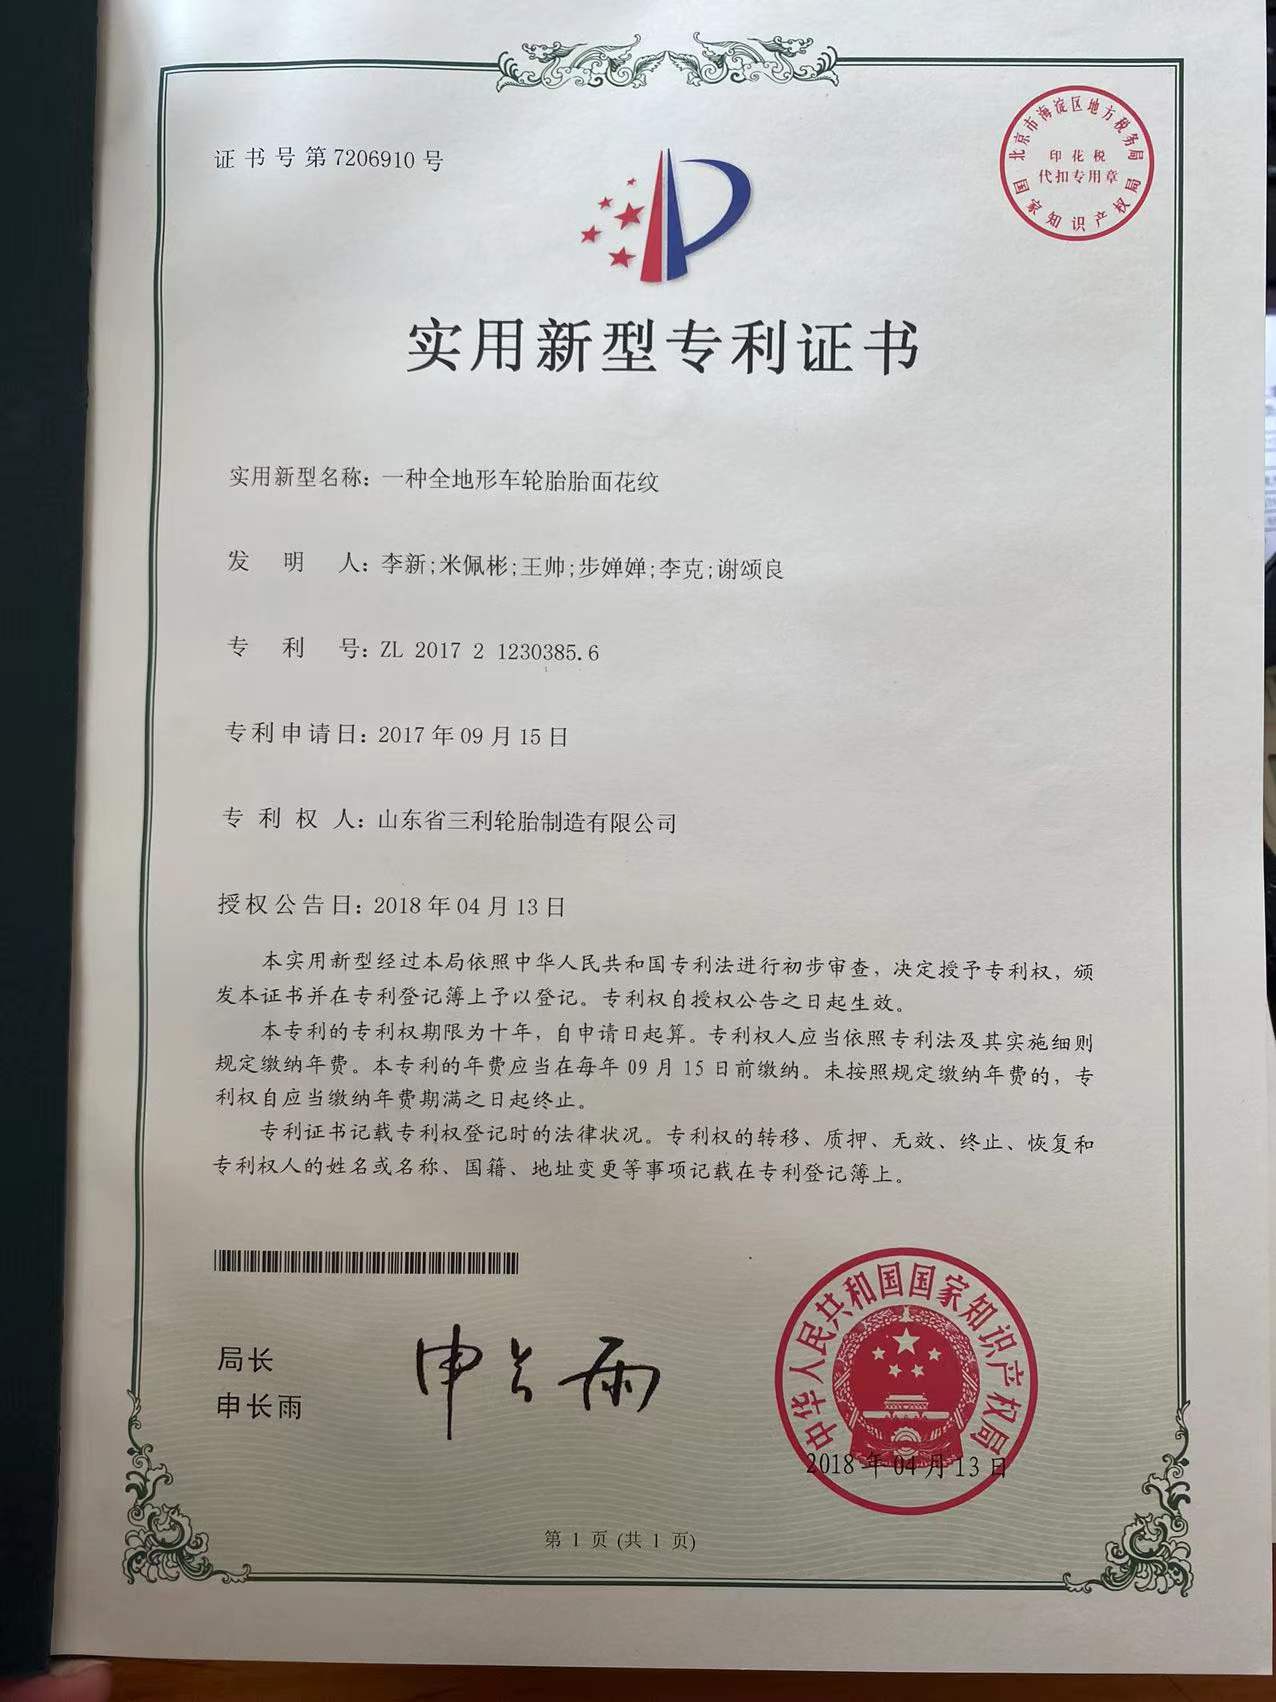 证书号第7206910号
北京市海淀区地方税务局
印花税
代扣专用章
国家知识产权局
实用新型专利证书
实用新型名称：一种全地形车轮胎胎面花纹
发明人：李新;米佩彬;王帅;步婵婵;李克;谢颂良
专利号：ZL 2017 2 1230385.6
专利申请日：2017年09月15日
专利权人：山东省三利轮胎制造有限公司
授权公告日：2018年04月13日
本实用新型经过本局依照中华人民共和国专利法进行初步审查，决定授予专利权，颁
发本证书并在专利登记簿上予以登记。专利权自授权公告之日起生效。
本专利的专利权期限为十年，自申请日起算。专利权人应当依照专利法及其实施细则
规定缴纳年费。本专利的年费应当在每年09月15日前缴纳。未按照规定缴纳年费的，专
利权自应当缴纳年费期满之日起终止。
专利证书记载专利权登记时的法律状况。专利权的转移、质押、无效、终止、恢复和
专利权人的姓名或名称、国籍、地址变更等事项记载在专利登记簿上。
局长
申长雨
申长雨
中华人民共和国国家知识产权局
2018年04月13日
第1页(共1页)